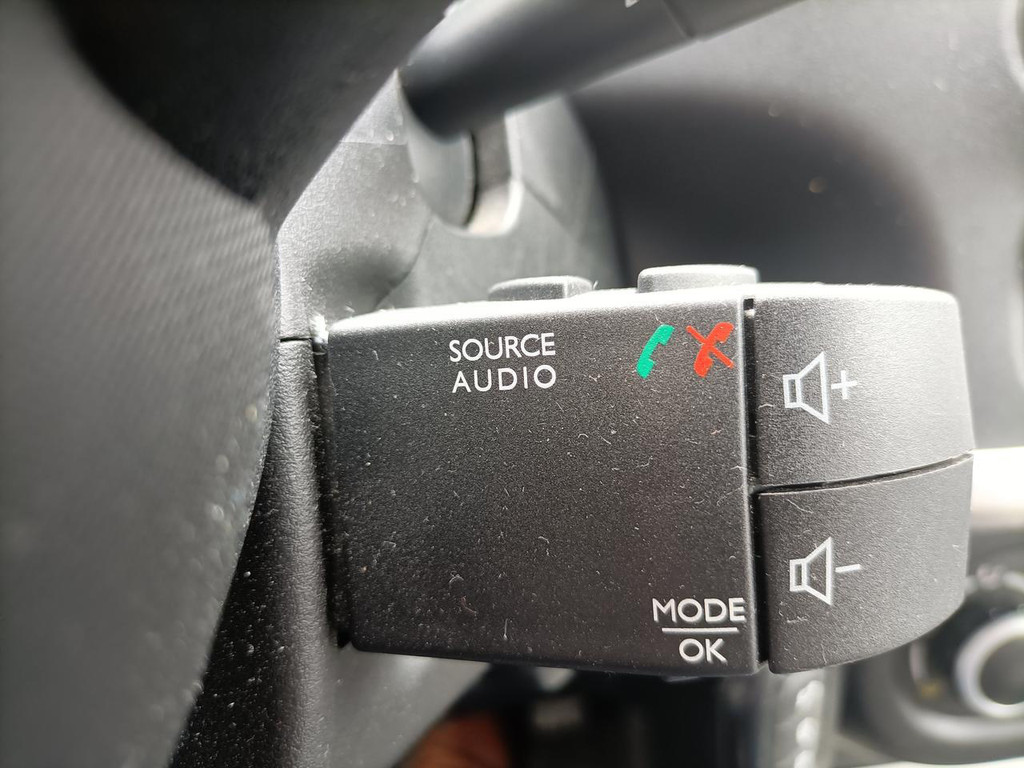 SOURCE
AUDIO
+
-
MODE
OK